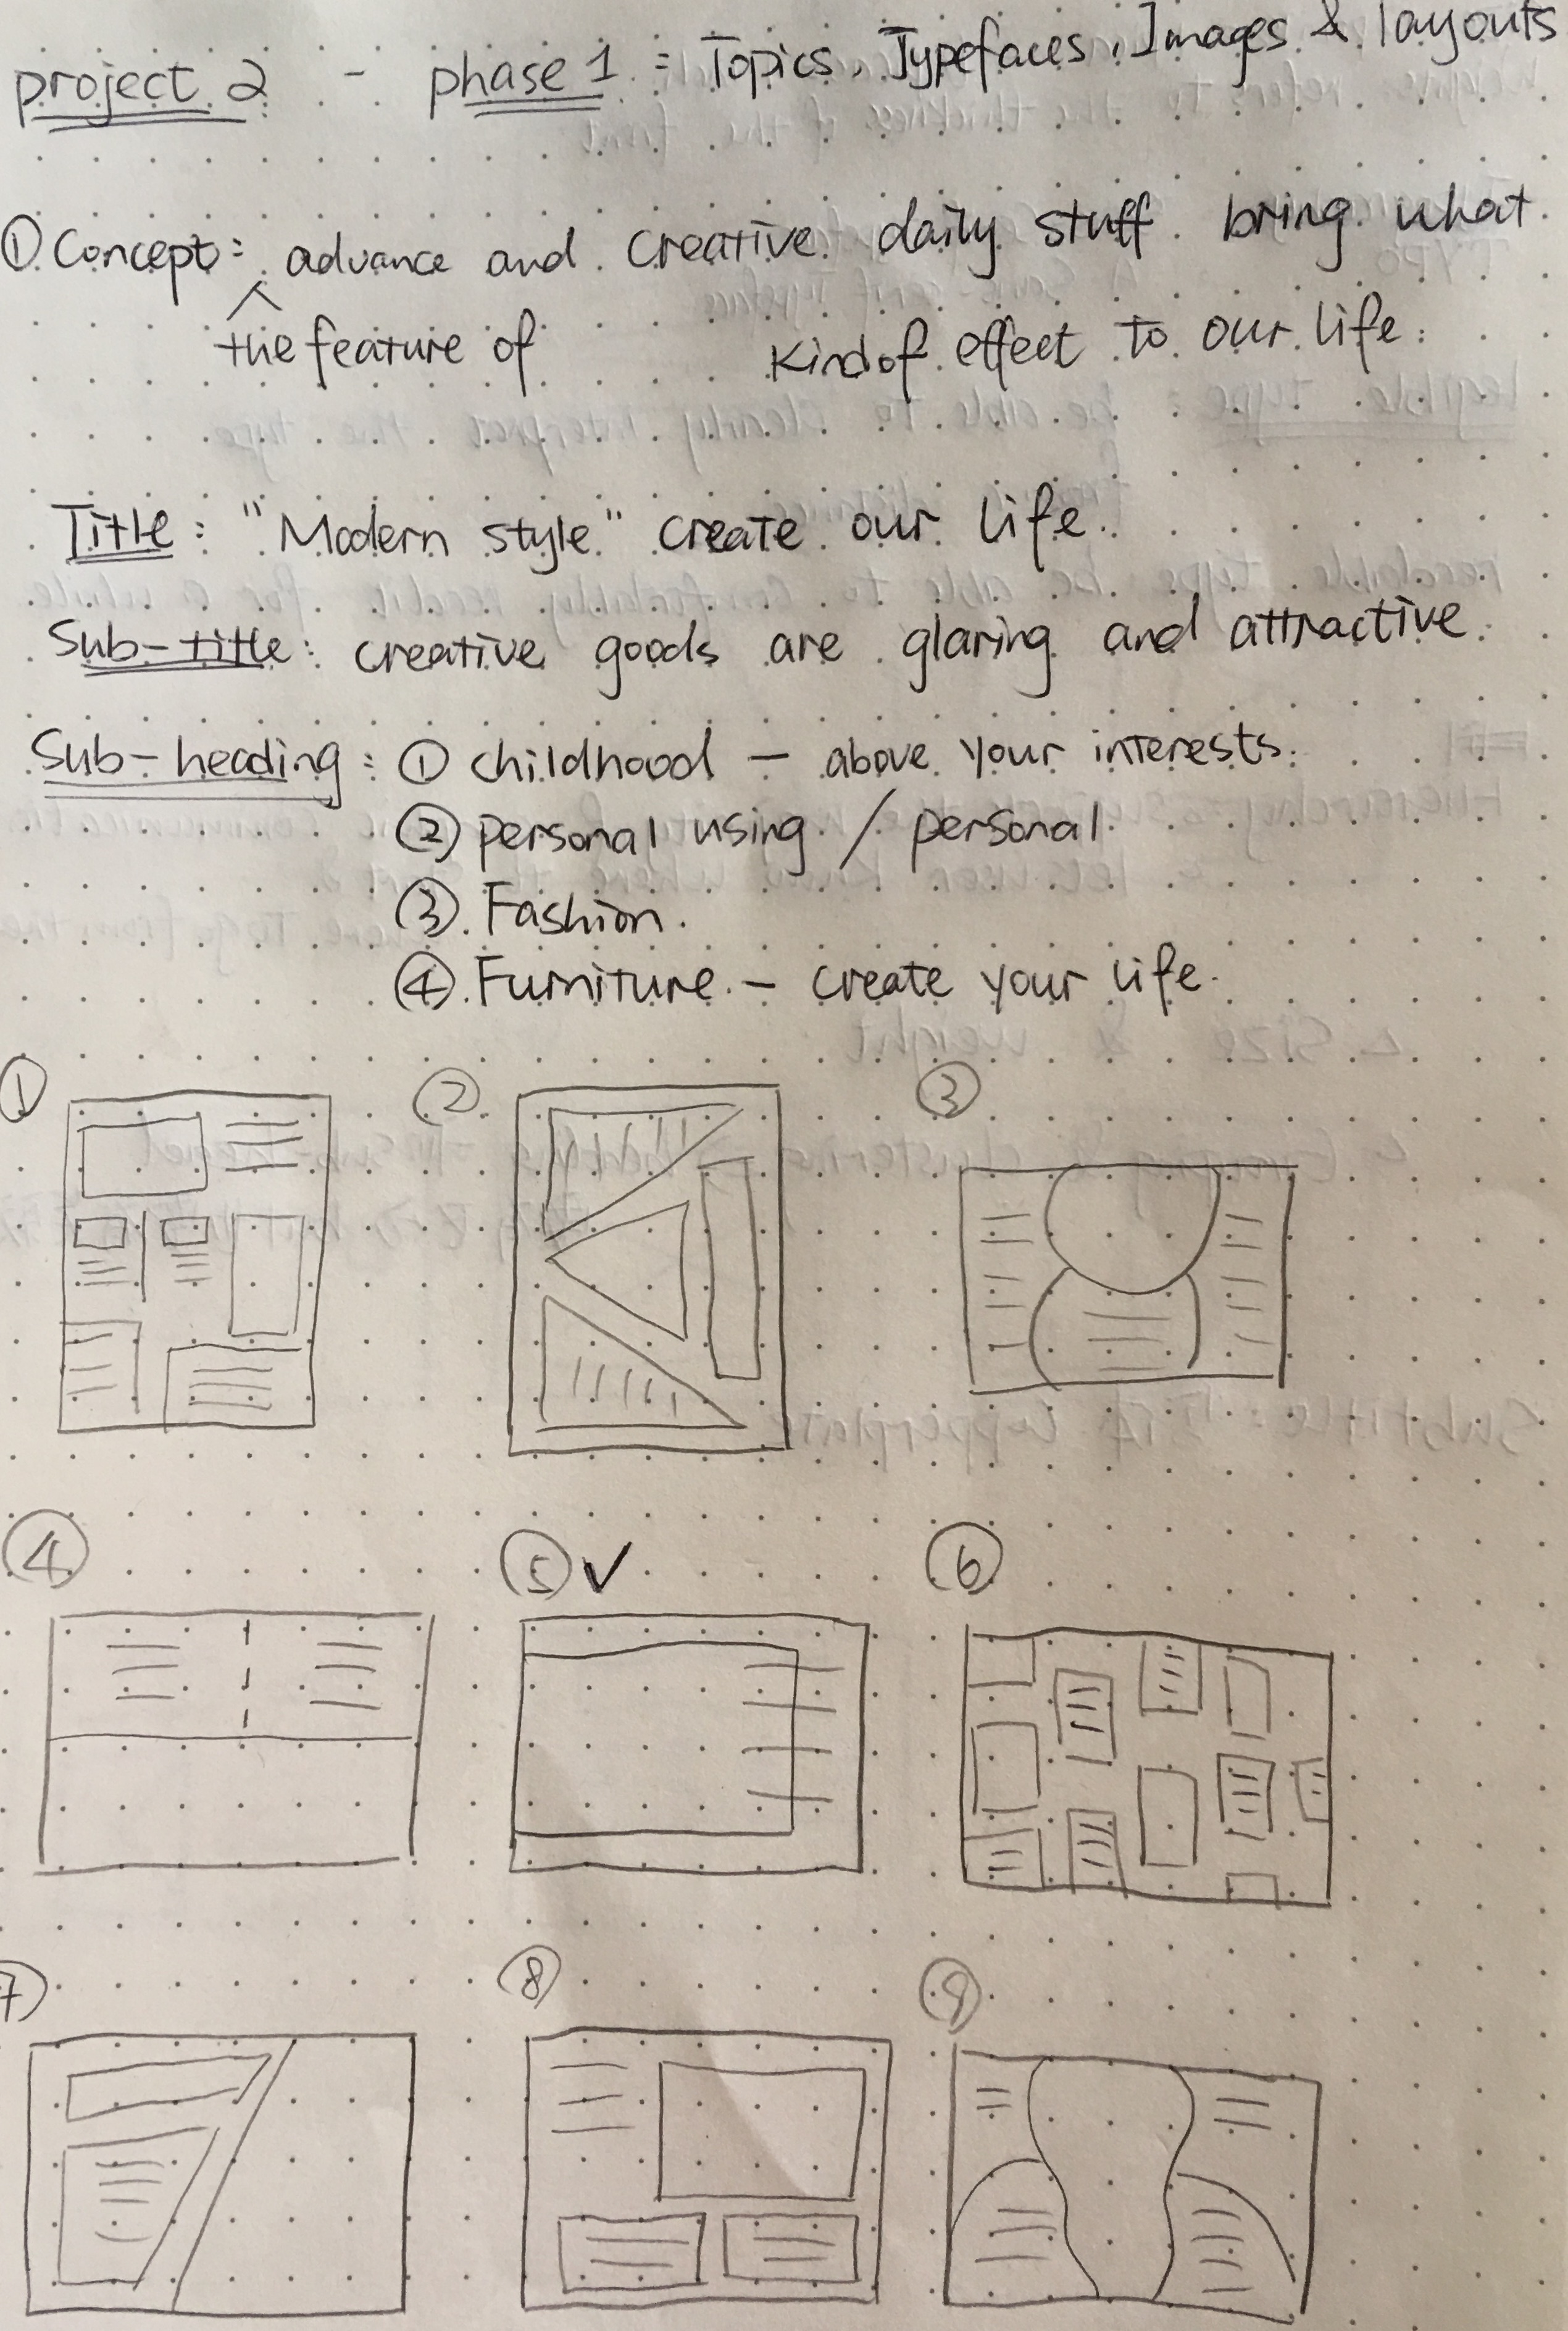 project 2 - phase 1 : Topics, Typefaces, Images & layouts
① Concept: advance and creative daily stuff bring what
the feature of kind of effect to our life.
Title: "Modern style" create our life.
Sub-title: creative goods are glaring and attractive.
Sub-heading: ① childhood — above your interests.
② personal using / personal
③ Fashion.
④ Furniture. — create your life.
① ② ③
④ ⑤ ✓ ⑥
⑦ ⑧ ⑨